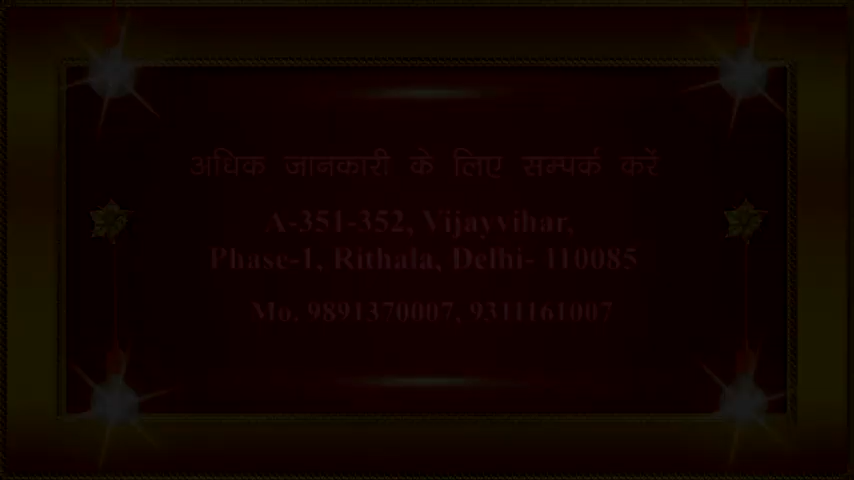 अधिक जानकारी के लिए सम्पर्क करें
A-351-352, Vijayvihar,
Phase-1, Rithala, Delhi- 110085
Mo. 9891370007, 9311161007